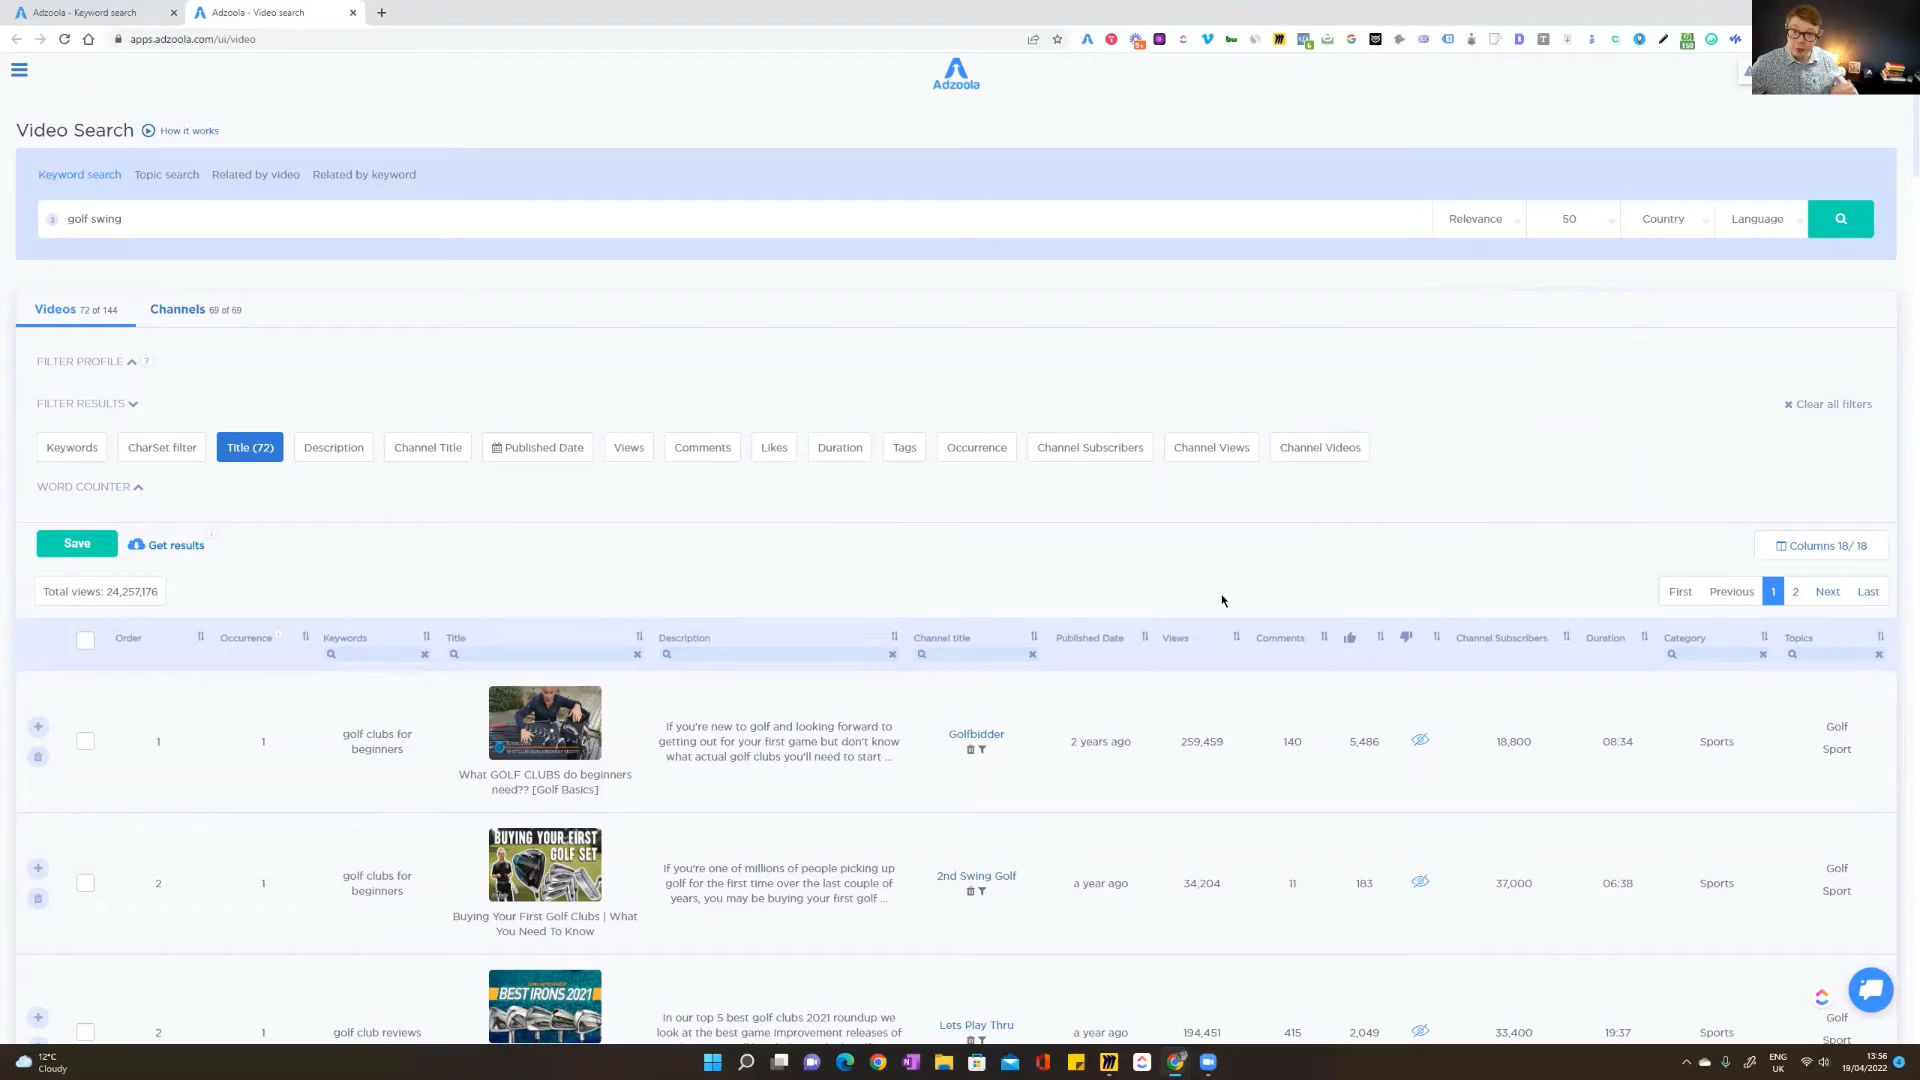 Adzoola - Keyword search
Adzoola - Video search
apps.adzoola.com/ui/video
Adzoola
Video Search How it works
Keyword search Topic search Related by video Related by keyword
3 golf swing Relevance 50 Country Language
Videos 72 of 144 Channels 69 of 69
FILTER PROFILE ?
FILTER RESULTS Clear all filters
Keywords CharSet filter Title (72) Description Channel Title Published Date Views Comments Likes Duration Tags Occurrence Channel Subscribers Channel Views Channel Videos
WORD COUNTER
Save Get results Columns 18/ 18
Total views: 24,257,176 First Previous 1 2 Next Last
Order Occurrence Keywords Title Description Channel title Published Date Views Comments Channel Subscribers Duration Category Topics
1 1 golf clubs for beginners
What GOLF CLUBS do beginners need?? [Golf Basics]
If you're new to golf and looking forward to
getting out for your first game but don't know
what actual golf clubs you'll need to start ...
Golfbidder 2 years ago 259,459 140 5,486 18,800 08:34 Sports
Golf
Sport
2 1 golf clubs for beginners
BUYING YOUR FIRST
GOLF SET
Buying Your First Golf Clubs | What
You Need To Know
If you're one of millions of people picking up
golf for the first time over the last couple of
years, you may be buying your first golf ...
2nd Swing Golf a year ago 34,204 11 183 37,000 06:38 Sports
Golf
Sport
2 1 golf club reviews
BEST IRONS 2021
In our top 5 best golf clubs 2021 roundup we
look at the best game improvement releases of
Lets Play Thru a year ago 194,451 415 2,049 33,400 19:37 Sports
Golf
Sport
12°C
Cloudy
ENG
UK
13:56
19/04/2022